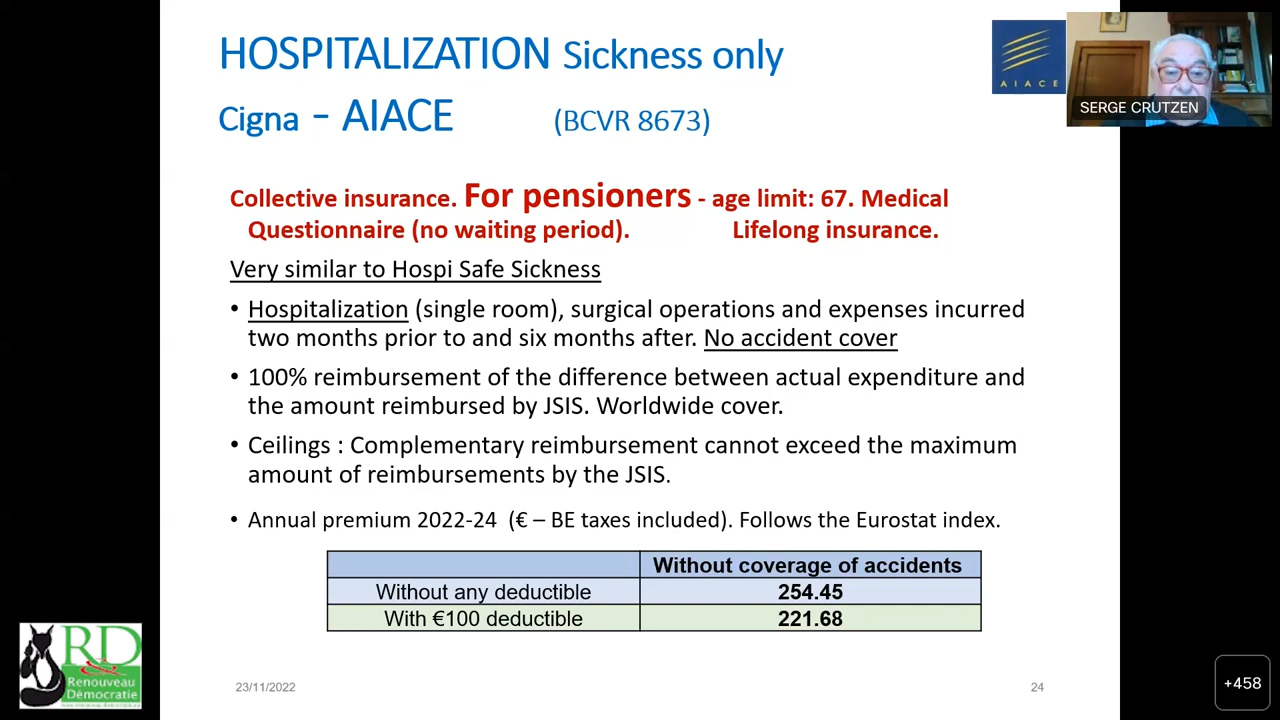 HOSPITALIZATION Sickness only
Cigna - AIACE (BCVR 8673)
AIACE
SERGE CRUTZEN
Collective insurance. For pensioners - age limit: 67. Medical
Questionnaire (no waiting period). Lifelong insurance.
Very similar to Hospi Safe Sickness
• Hospitalization (single room), surgical operations and expenses incurred
two months prior to and six months after. No accident cover
• 100% reimbursement of the difference between actual expenditure and
the amount reimbursed by JSIS. Worldwide cover.
• Ceilings : Complementary reimbursement cannot exceed the maximum
amount of reimbursements by the JSIS.
• Annual premium 2022-24 (€ – BE taxes included). Follows the Eurostat index.
Without coverage of accidents
Without any deductible 254.45
With €100 deductible 221.68
RD
Renouveau
Démocratie
23/11/2022
24
+458